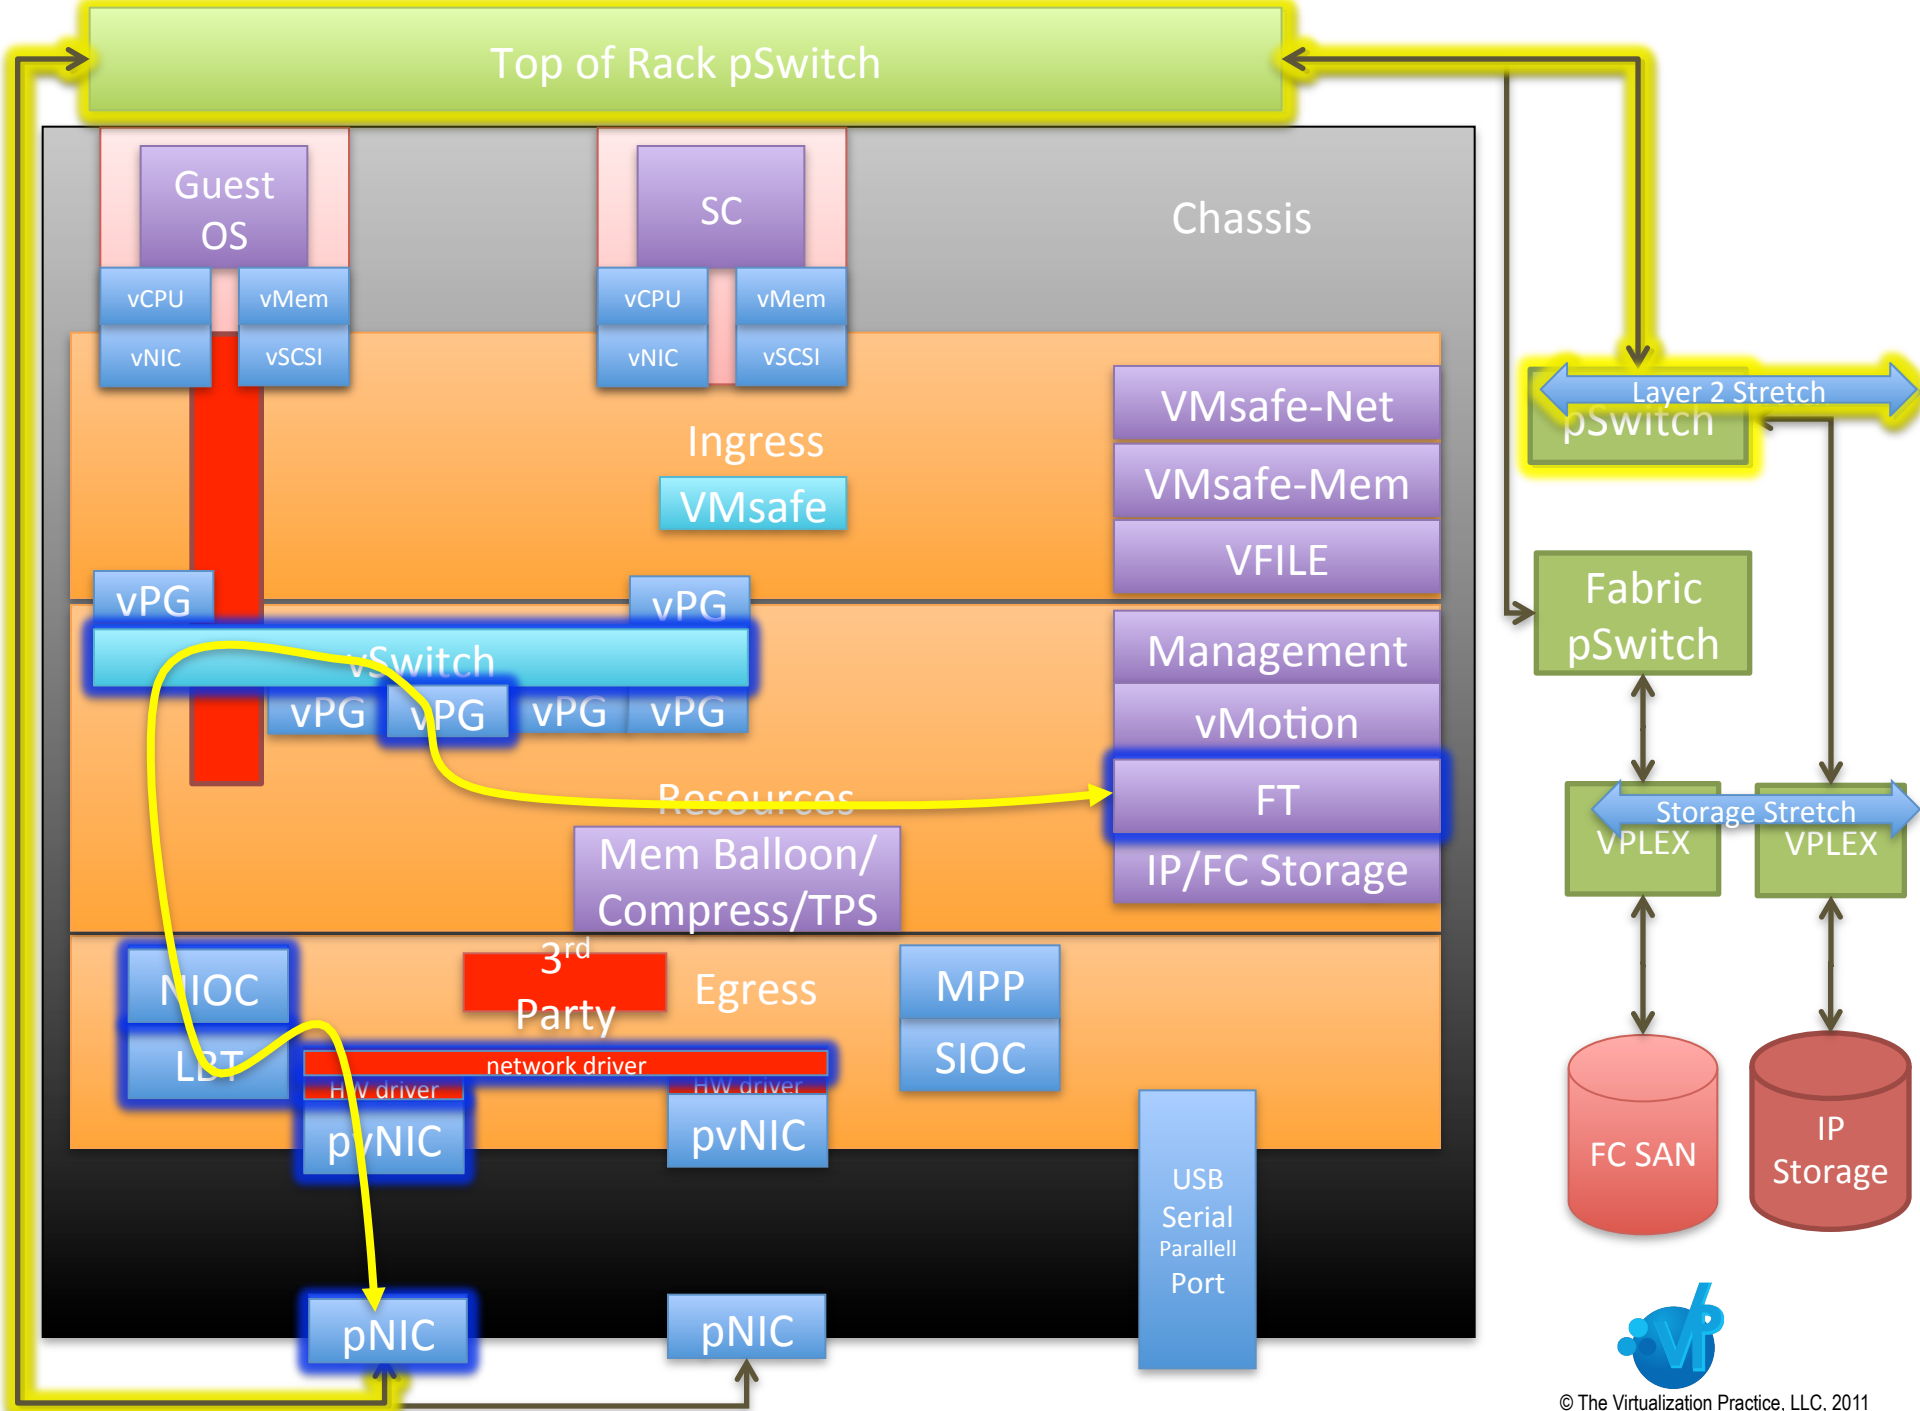 Top of Rack pSwitch
Guest
OS
SC
Chassis
vCPU
vMem
vNIC
vSCSI
vCPU
vMem
vNIC
vSCSI
Ingress
VMsafe
VMsafe-Net
VMsafe-Mem
VFILE
Layer 2 Stretch
pSwitch
Fabric
pSwitch
vPG
vPG
vSwitch
vPG
vPG
vPG
vPG
Management
vMotion
FT
IP/FC Storage
Resources
Mem Balloon/
Compress/TPS
Storage Stretch
VPLEX
VPLEX
NIOC
LBT
3rd
Party
Egress
MPP
SIOC
network driver
HW driver
HW driver
pvNIC
pvNIC
USB
Serial
Parallell
Port
FC SAN
IP
Storage
pNIC
pNIC
VP
© The Virtualization Practice, LLC, 2011